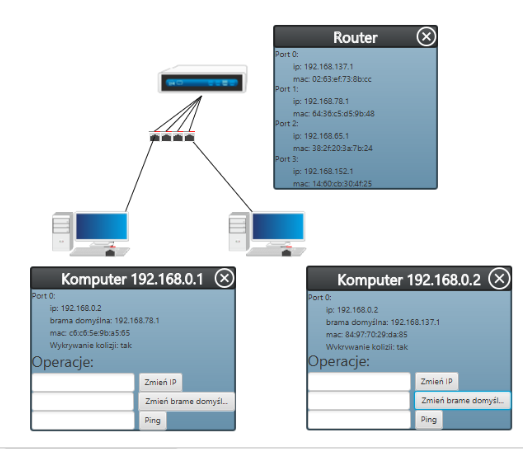 Router
Port 0:
ip: 192.168.137.1
mac: 02:63:ef:73:8b:cc
Port 1:
ip: 192.168.78.1
mac: 64:36:c5:d5:9b:48
Port 2:
ip: 192.168.65.1
mac: 38:2f:20:3a:7b:24
Port 3:
ip: 192.168.152.1
mac: 14:60:cb:30:4f:25
Komputer 192.168.0.1
Port 0:
ip: 192.168.0.2
brama domyślna: 192.168.78.1
mac: c6:c6:5e:9b:a5:65
Wykrywanie kolizji: tak
Operacje:
Zmień IP
Zmień brame domyśl...
Ping
Komputer 192.168.0.2
Port 0:
ip: 192.168.0.2
brama domyślna: 192.168.137.1
mac: 84:97:70:29:da:85
Wykrywanie kolizji: tak
Operacje:
Zmień IP
Zmień brame domyśl...
Ping